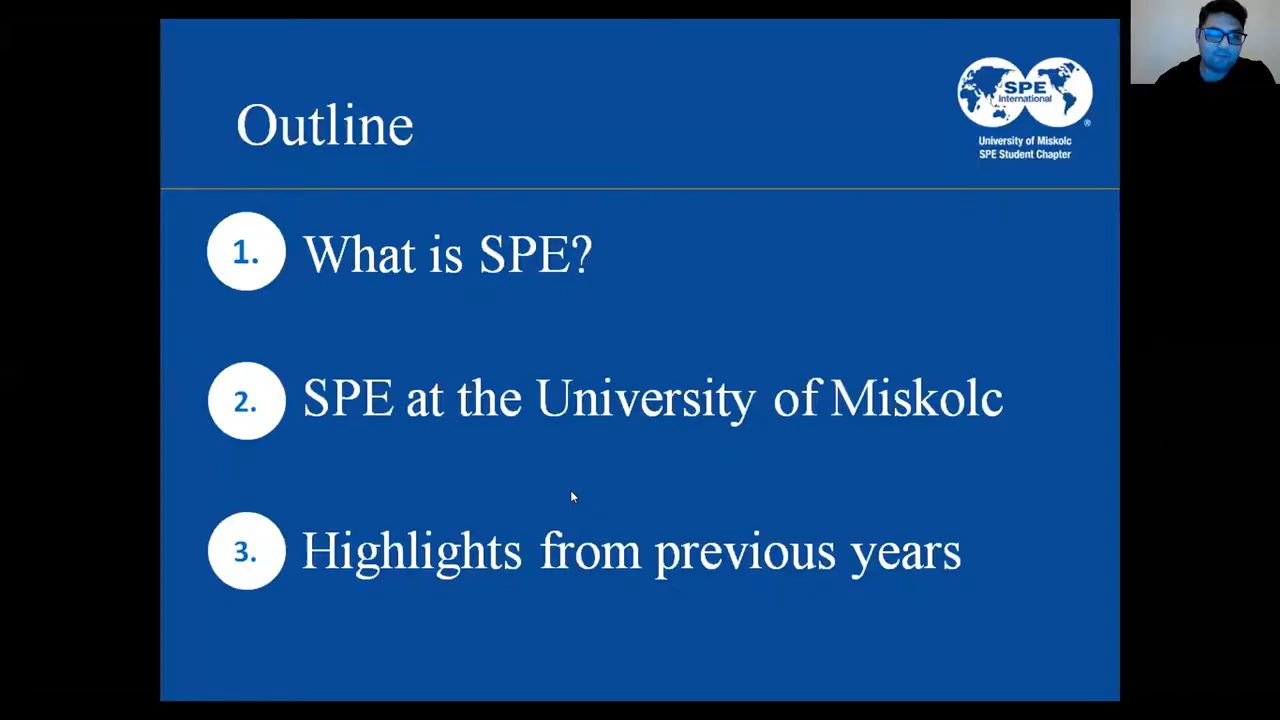 Outline
SPE
International
®
University of Miskolc
SPE Student Chapter
1. What is SPE?
2. SPE at the University of Miskolc
3. Highlights from previous years